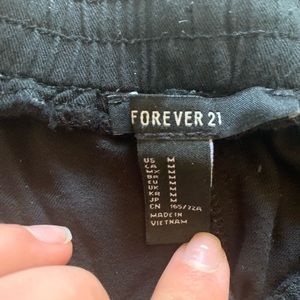 FOREVER 21
US M
CA M
MX M
BR M
EU M
UK M
KR M
JP M
CN 165/72A
MADE IN
VIETNAM